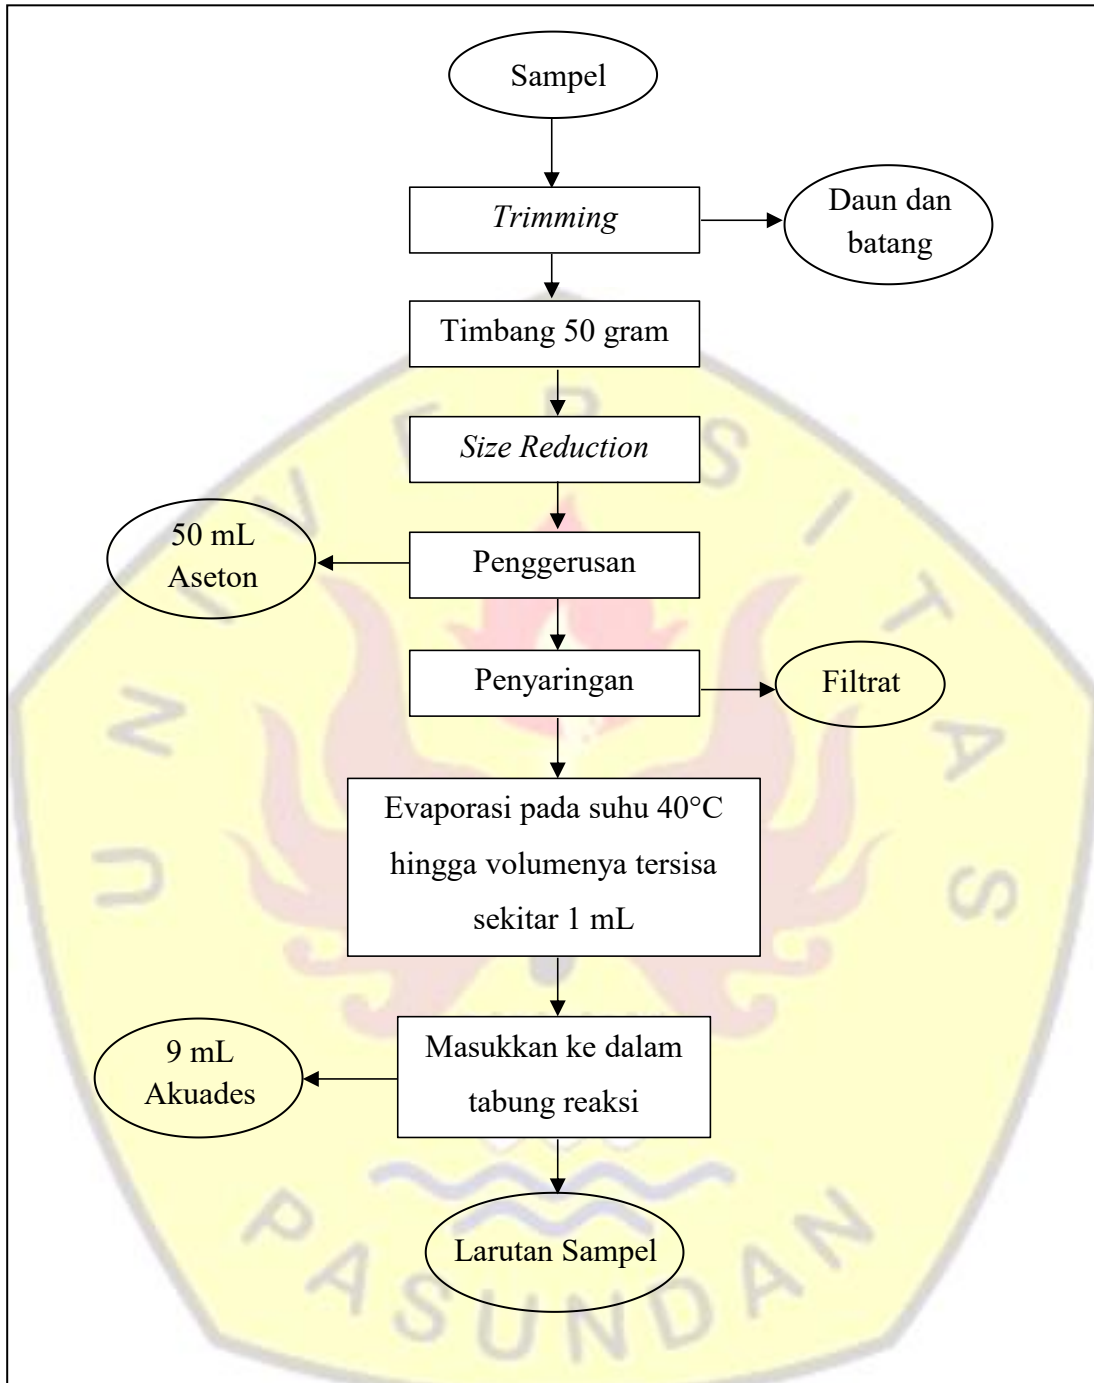 Sampel
Trimming
Daun dan
batang
Timbang 50 gram
Size Reduction
50 mL
Aseton
Penggerusan
Penyaringan
Filtrat
Evaporasi pada suhu 40°C
hingga volumenya tersisa
sekitar 1 mL
9 mL
Akuades
Masukkan ke dalam
tabung reaksi
Larutan Sampel
UNIVERSITAS
PASUNDAN